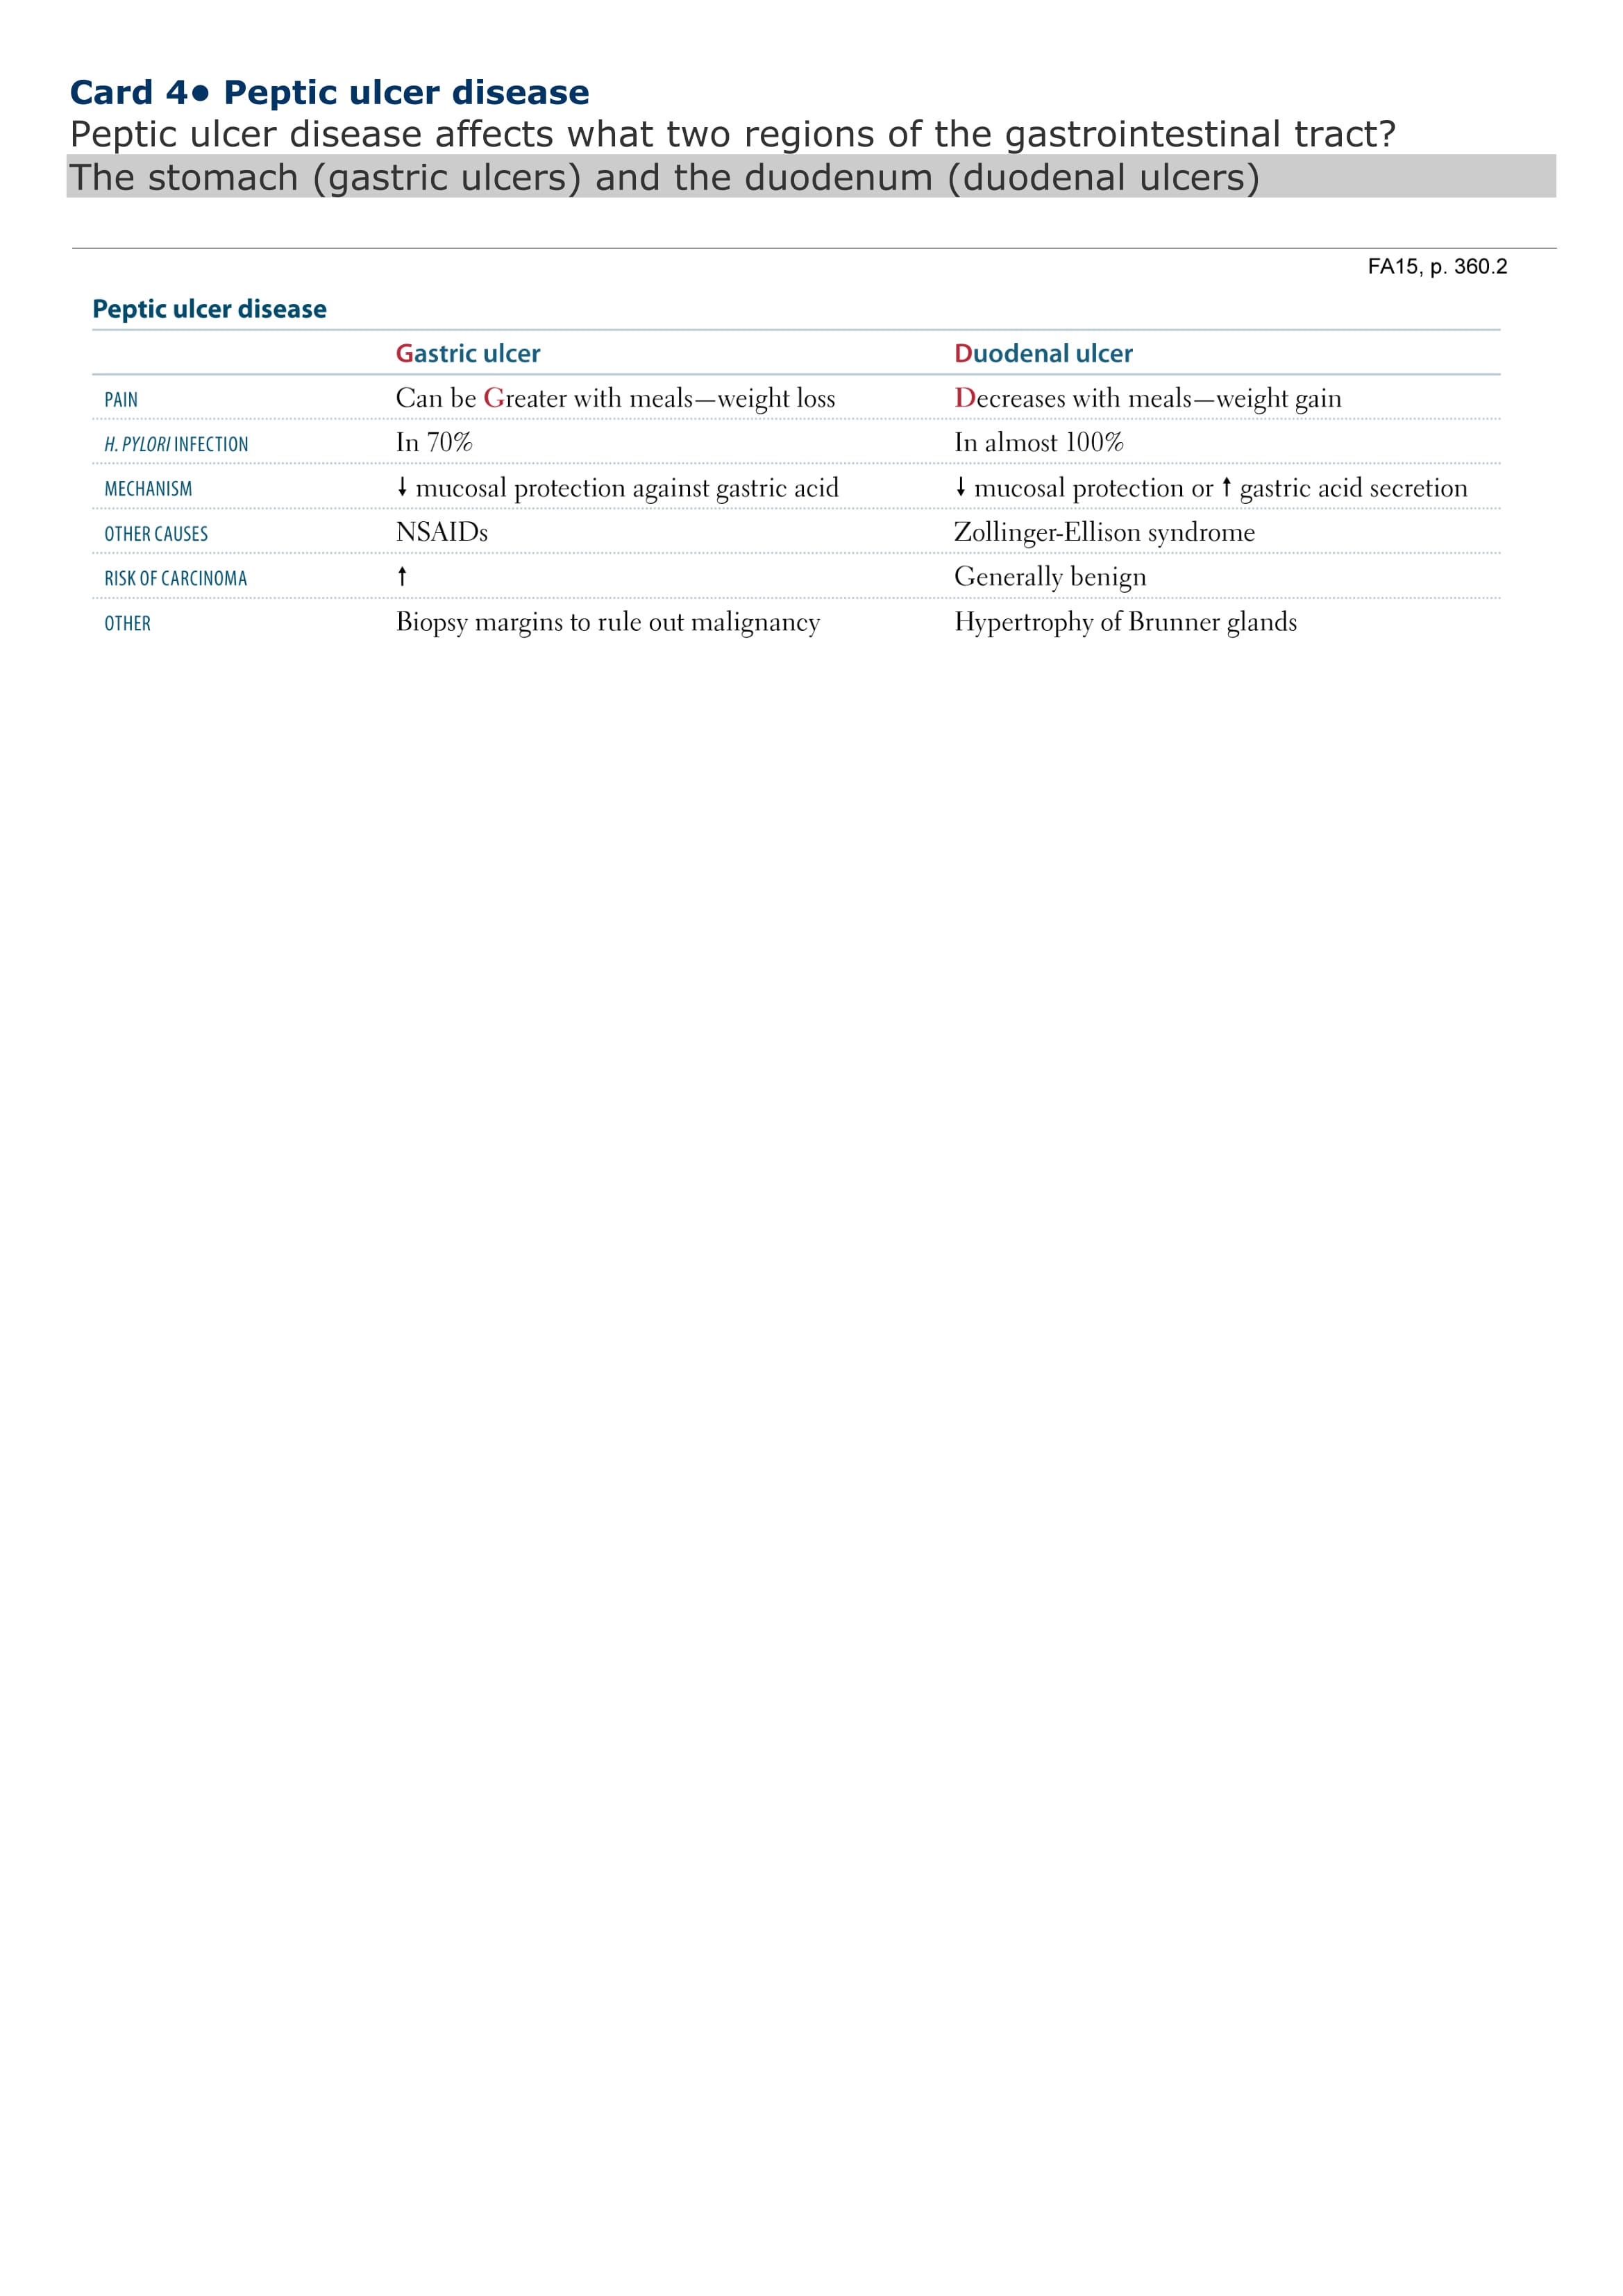 Card 4● Peptic ulcer disease
Peptic ulcer disease affects what two regions of the gastrointestinal tract?
The stomach (gastric ulcers) and the duodenum (duodenal ulcers)
FA15, p. 360.2
Peptic ulcer disease
Gastric ulcer Duodenal ulcer
PAIN Can be Greater with meals—weight loss Decreases with meals—weight gain
H. PYLORI INFECTION In 70% In almost 100%
MECHANISM ↓ mucosal protection against gastric acid ↓ mucosal protection or ↑ gastric acid secretion
OTHER CAUSES NSAIDs Zollinger-Ellison syndrome
RISK OF CARCINOMA ↑ Generally benign
OTHER Biopsy margins to rule out malignancy Hypertrophy of Brunner glands